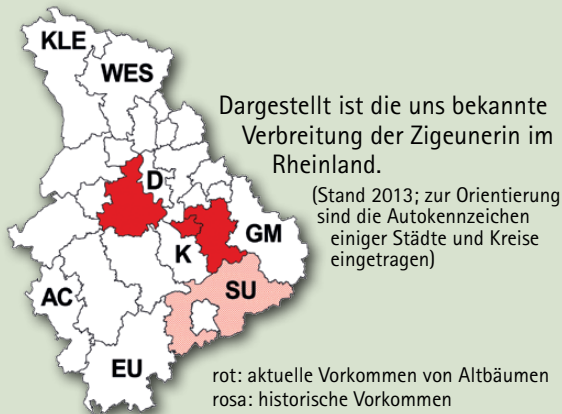 KLE
WES
Dargestellt ist die uns bekannte
Verbreitung der Zigeunerin im
Rheinland.
(Stand 2013; zur Orientierung
sind die Autokennzeichen
einiger Städte und Kreise
eingetragen)
D
K
GM
AC
SU
EU
rot: aktuelle Vorkommen von Altbäumen
rosa: historische Vorkommen